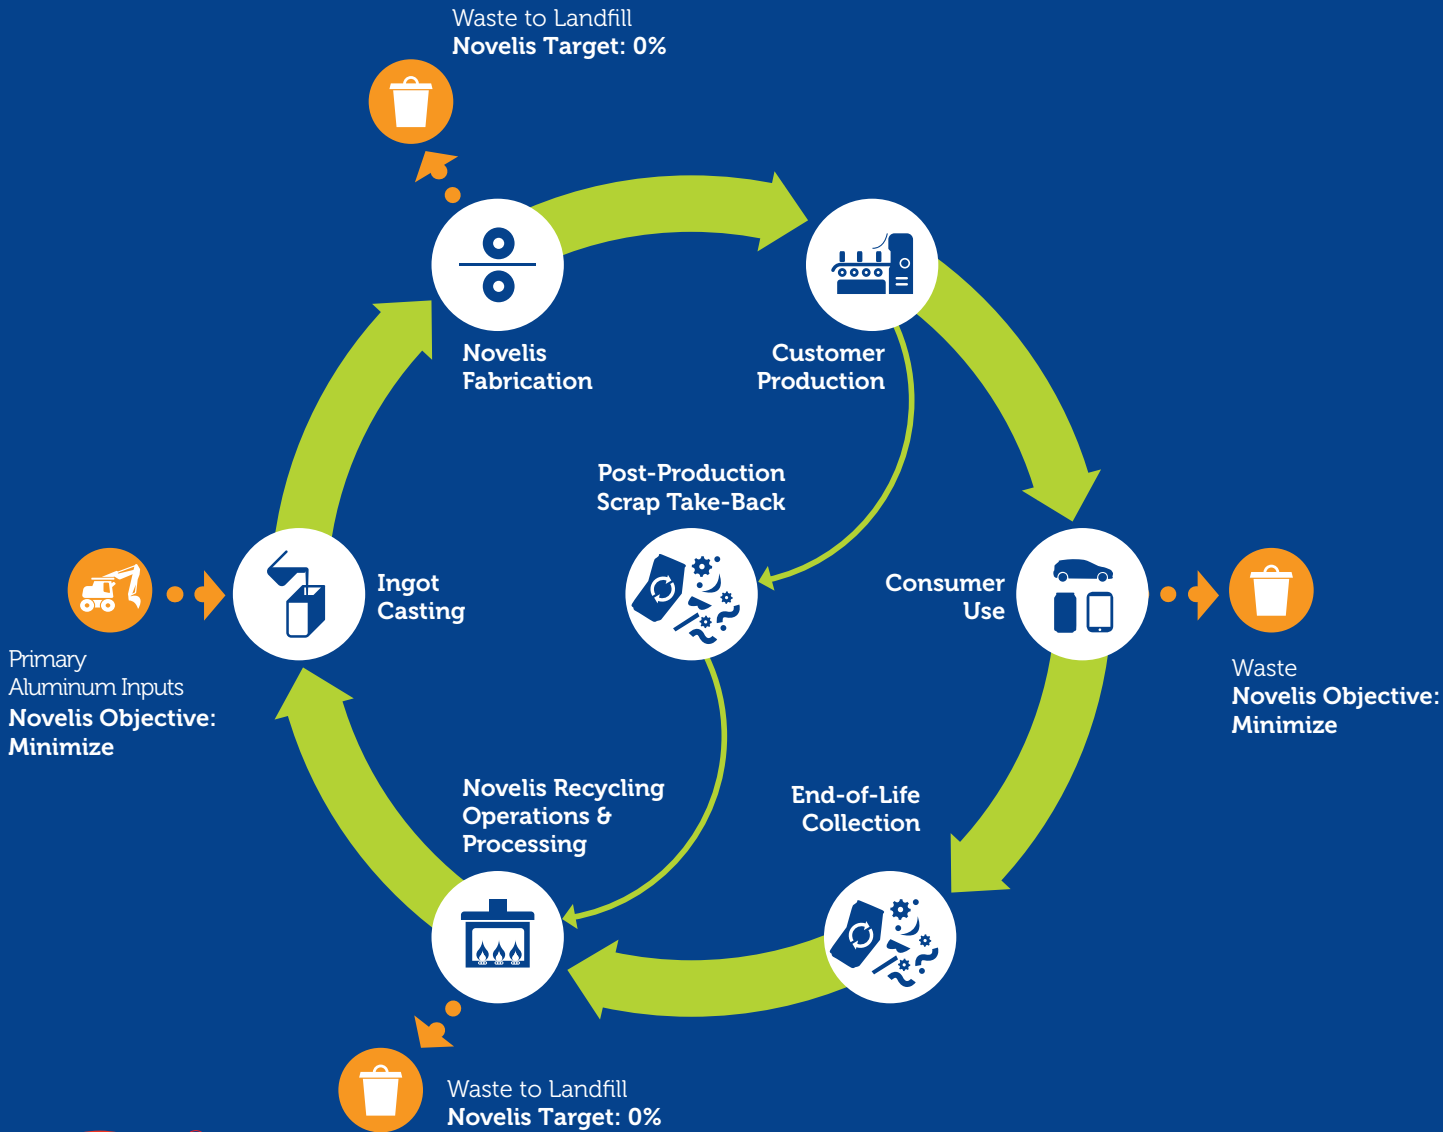 Waste to Landfill
Novelis Target: 0%
Novelis
Fabrication
Customer
Production
Post-Production
Scrap Take-Back
Ingot
Casting
Consumer
Use
Primary
Aluminum Inputs
Novelis Objective:
Minimize
Waste
Novelis Objective:
Minimize
Novelis Recycling
Operations &
Processing
End-of-Life
Collection
Waste to Landfill
Novelis Target: 0%